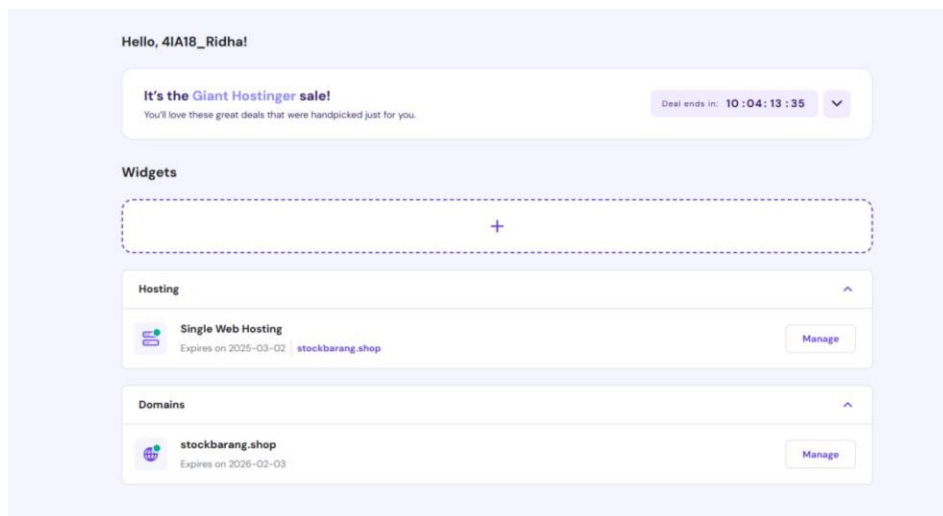 Hello, 4IA18_Ridha!
It's the Giant Hostinger sale!
You'll love these great deals that were handpicked just for you.
Deal ends in: 10 : 04 : 13 : 35
Widgets
+
Hosting
Single Web Hosting
Expires on 2025-03-02 stockbarang.shop
Manage
Domains
stockbarang.shop
Expires on 2026-02-03
Manage